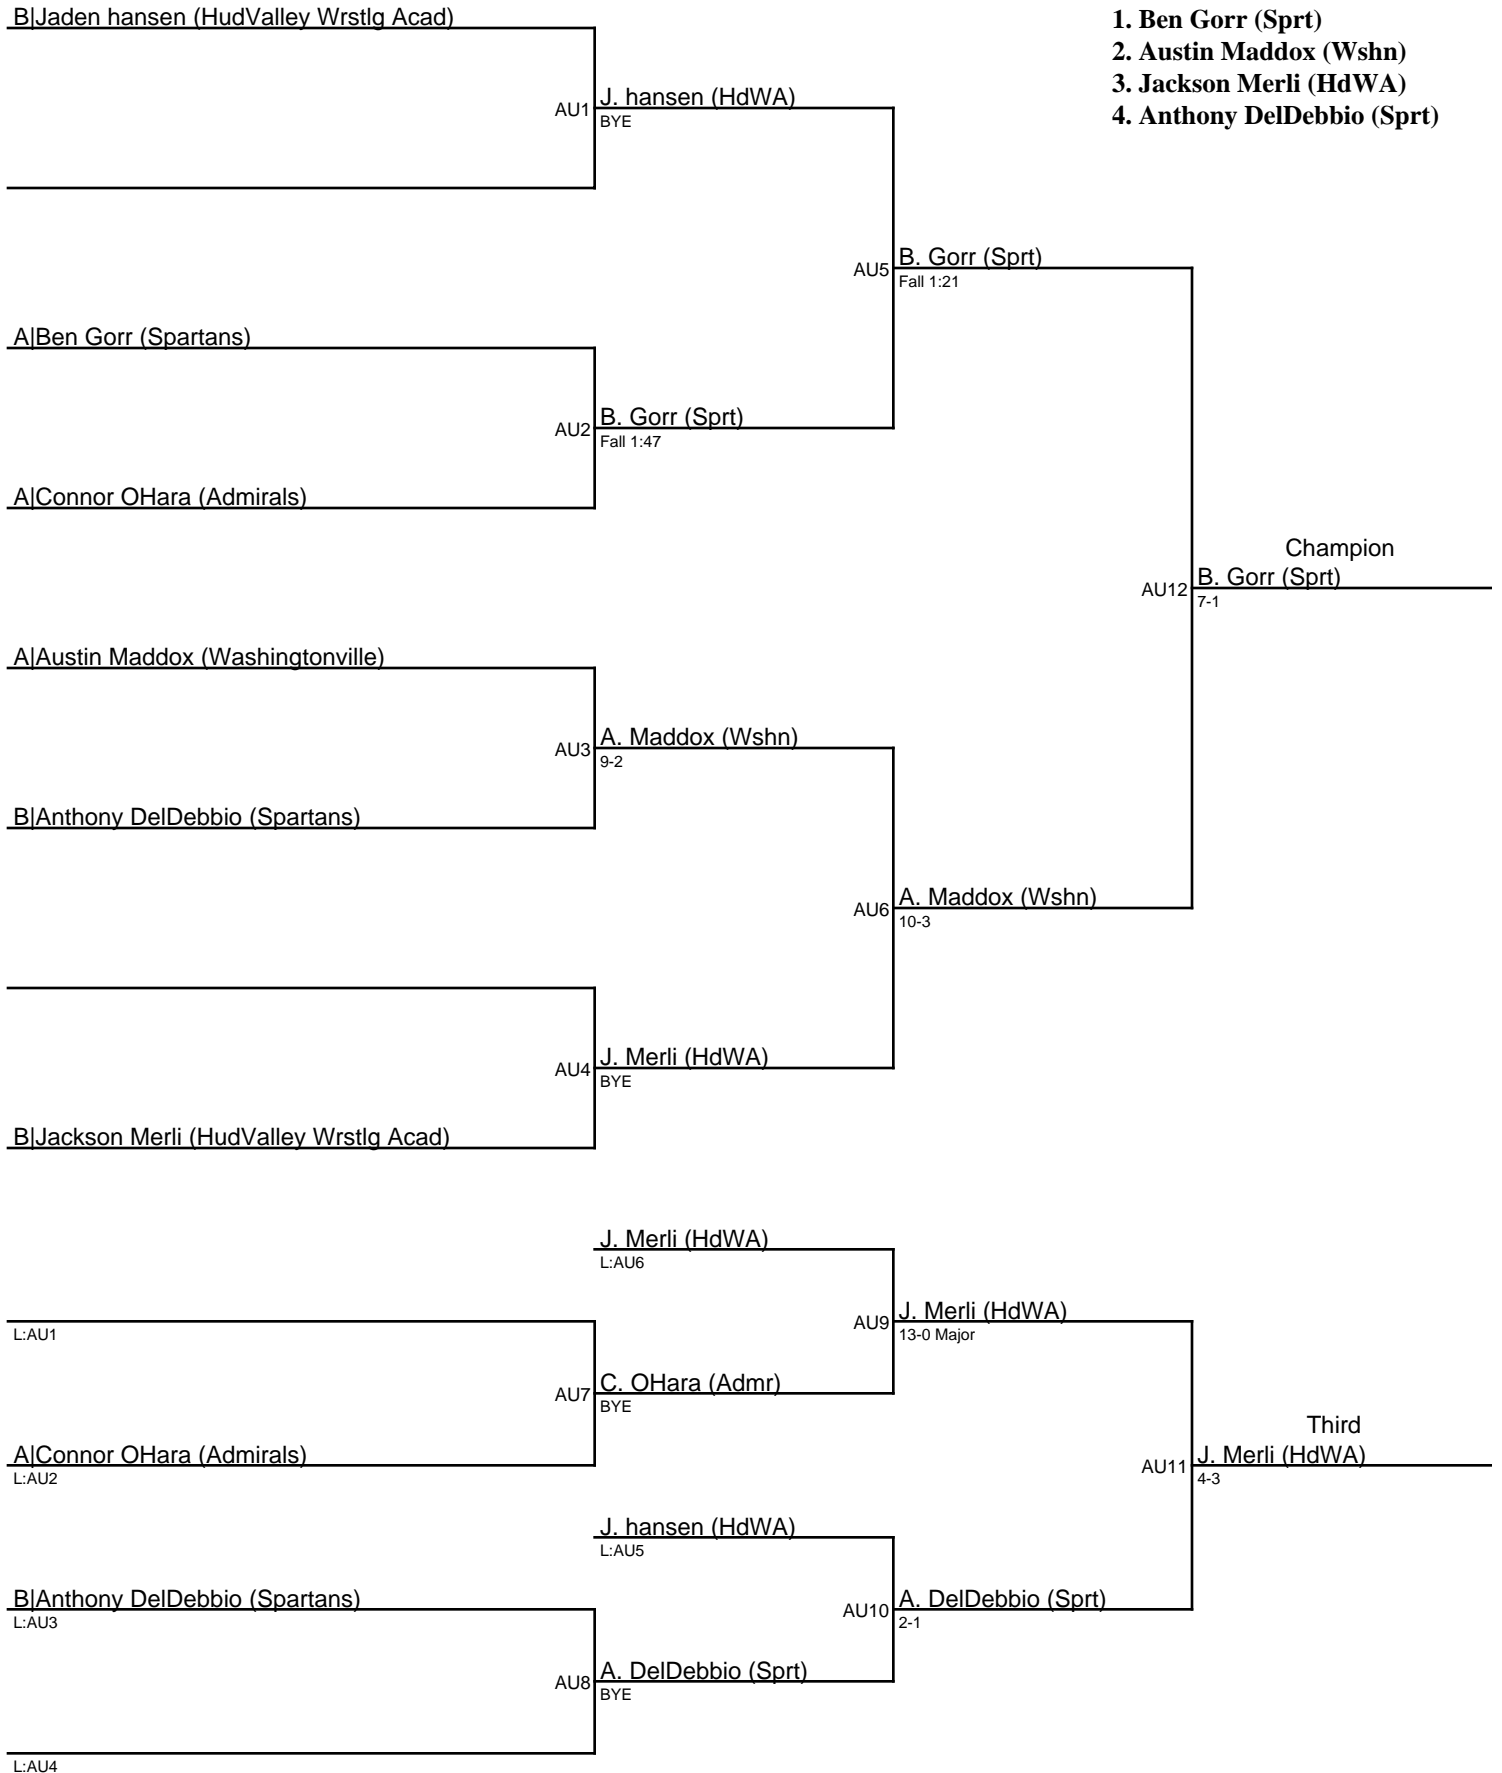 B|Jaden hansen (HudValley Wrstlg Acad)
1. Ben Gorr (Sprt)
2. Austin Maddox (Wshn)
3. Jackson Merli (HdWA)
4. Anthony DelDebbio (Sprt)
AU1
J. hansen (HdWA)
BYE
AU5
B. Gorr (Sprt)
Fall 1:21
A|Ben Gorr (Spartans)
AU2
B. Gorr (Sprt)
Fall 1:47
A|Connor OHara (Admirals)
Champion
AU12
B. Gorr (Sprt)
7-1
A|Austin Maddox (Washingtonville)
AU3
A. Maddox (Wshn)
9-2
B|Anthony DelDebbio (Spartans)
AU6
A. Maddox (Wshn)
10-3
AU4
J. Merli (HdWA)
BYE
B|Jackson Merli (HudValley Wrstlg Acad)
J. Merli (HdWA)
L:AU6
L:AU1
AU9
J. Merli (HdWA)
13-0 Major
AU7
C. OHara (Admr)
BYE
A|Connor OHara (Admirals)
L:AU2
Third
AU11
J. Merli (HdWA)
4-3
J. hansen (HdWA)
L:AU5
B|Anthony DelDebbio (Spartans)
L:AU3
AU10
A. DelDebbio (Sprt)
2-1
AU8
A. DelDebbio (Sprt)
BYE
L:AU4